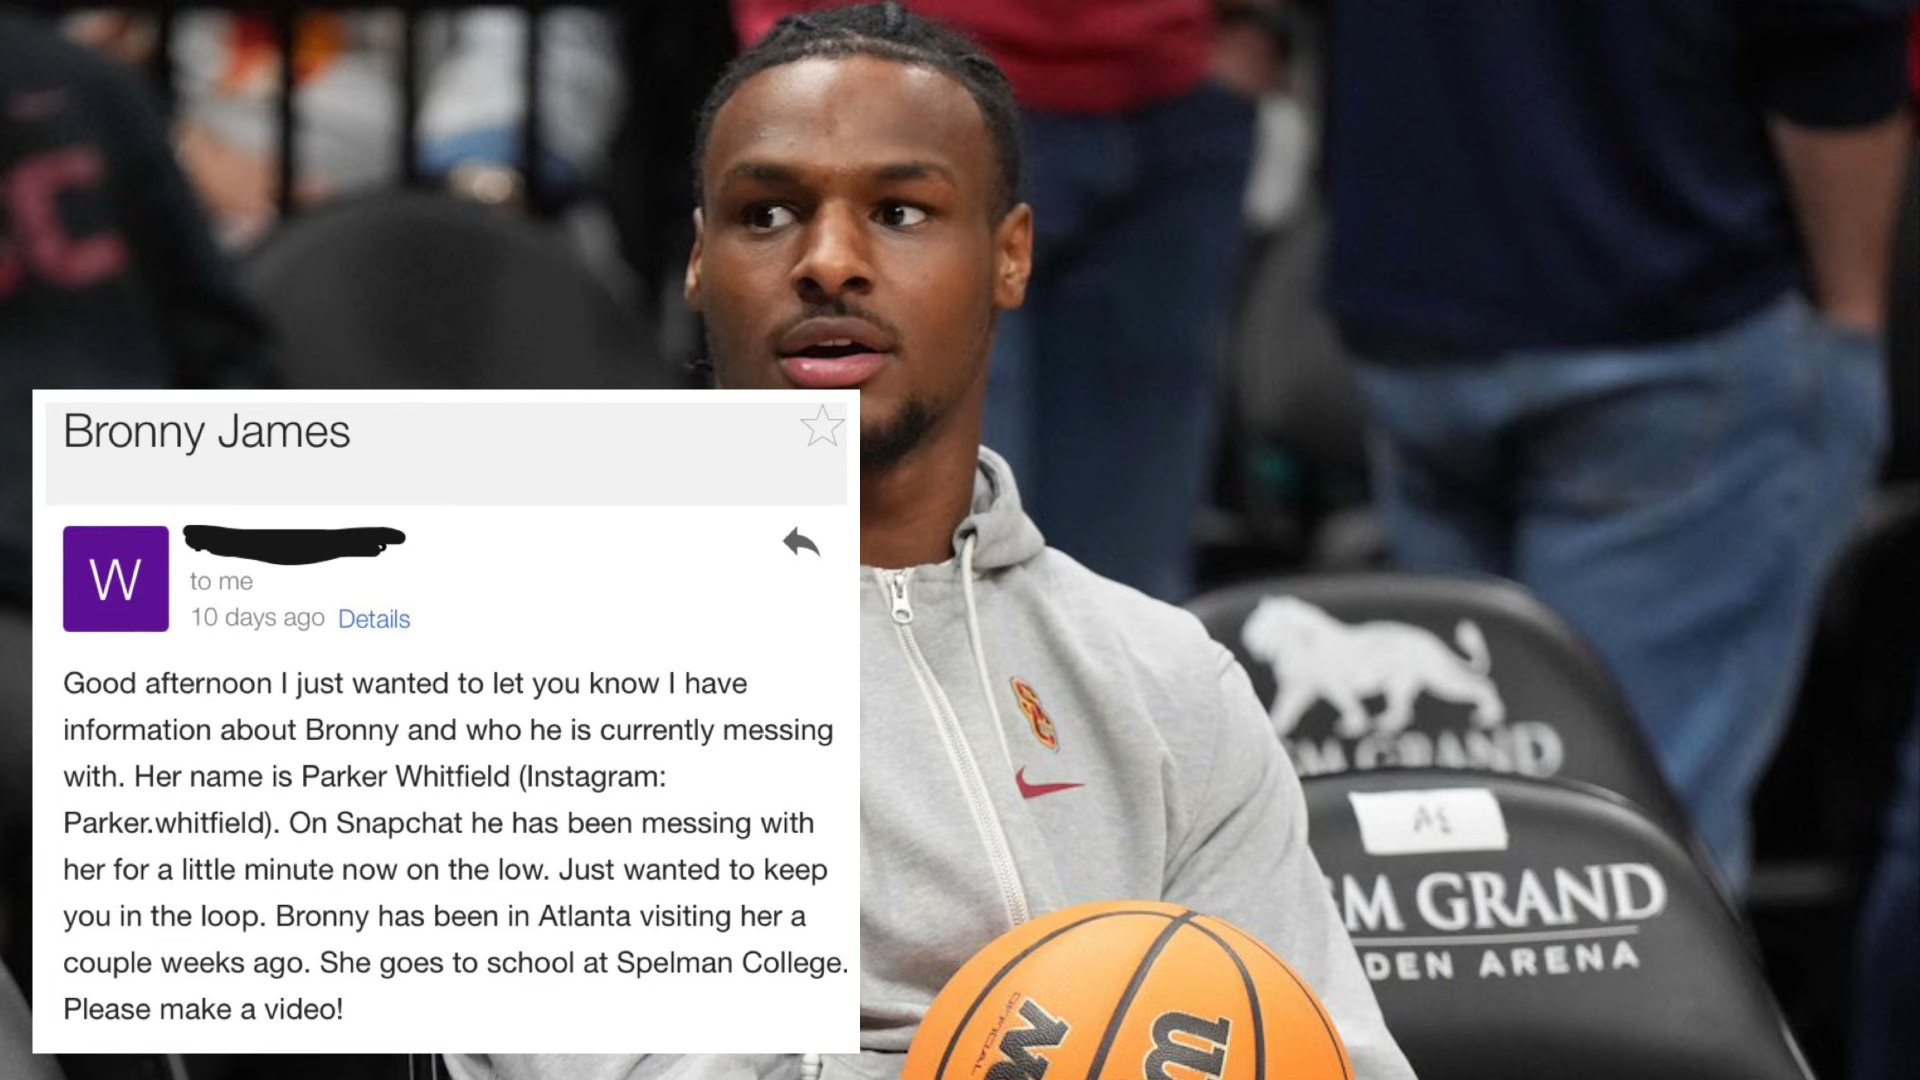 Bronny James
W
to me
10 days ago Details
Good afternoon I just wanted to let you know I have
information about Bronny and who he is currently messing
with. Her name is Parker Whitfield (Instagram:
Parker.whitfield). On Snapchat he has been messing with
her for a little minute now on the low. Just wanted to keep
you in the loop. Bronny has been in Atlanta visiting her a
couple weeks ago. She goes to school at Spelman College.
Please make a video!
SC
GRAND
M GRAND
DEN ARENA
OFFICIAL